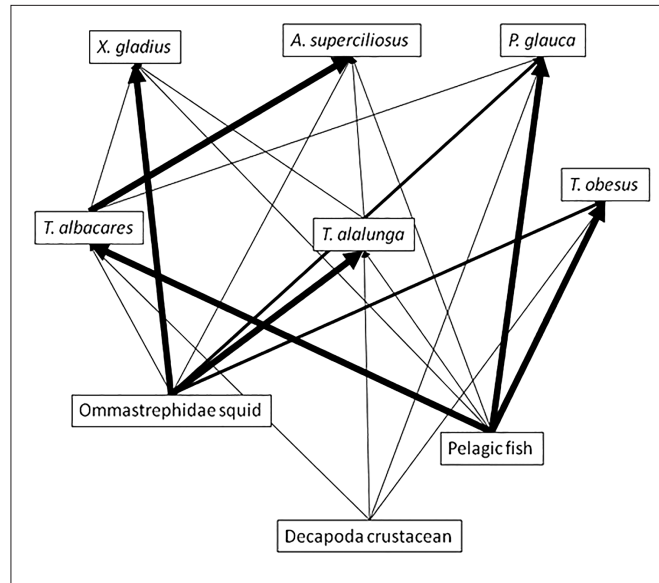 X. gladius
A. superciliosus
P. glauca
T. obesus
T. albacares
T. alalunga
Ommastrephidae squid
Pelagic fish
Decapoda crustacean